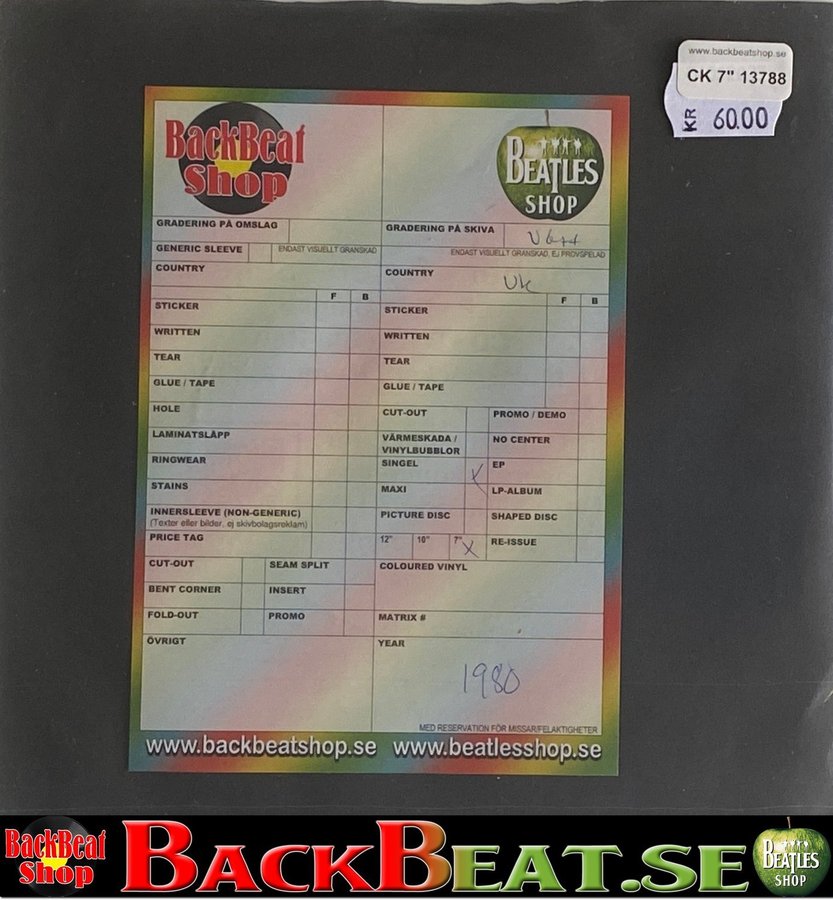 www.backbeatshop.se
CK 7" 13788
KR 60.00
BackBeat
Shop
BEATLES
SHOP
GRADERING PÅ OMSLAG
GRADERING PÅ SKIVA
GENERIC SLEEVE
ENDAST VISUELLT GRANSKAD
ENDAST VISUELLT GRANSKAD, EJ PROVSPELAD
COUNTRY
COUNTRY UK
F B
F B
STICKER
STICKER
WRITTEN
WRITTEN
TEAR
TEAR
GLUE / TAPE
GLUE / TAPE
HOLE
CUT-OUT
PROMO / DEMO
LAMINATSLÄPP
VÄRMESKADA /
VINYLBUBBLOR
NO CENTER
RINGWEAR
SINGEL X
EP
STAINS
MAXI
LP-ALBUM
INNERSLEEVE (NON-GENERIC)
(Texter eller bilder, ej skivbolagsreklam)
PICTURE DISC
SHAPED DISC
PRICE TAG
12" 10" 7" X
RE-ISSUE
CUT-OUT
SEAM SPLIT
COLOURED VINYL
BENT CORNER
INSERT
FOLD-OUT
PROMO
MATRIX #
ÖVRIGT
YEAR
1980
MED RESERVATION FÖR MISSAR/FELAKTIGHETER
www.backbeatshop.se www.beatlesshop.se
BackBeat
Shop
BACKBEAT.SE
BEATLES
SHOP